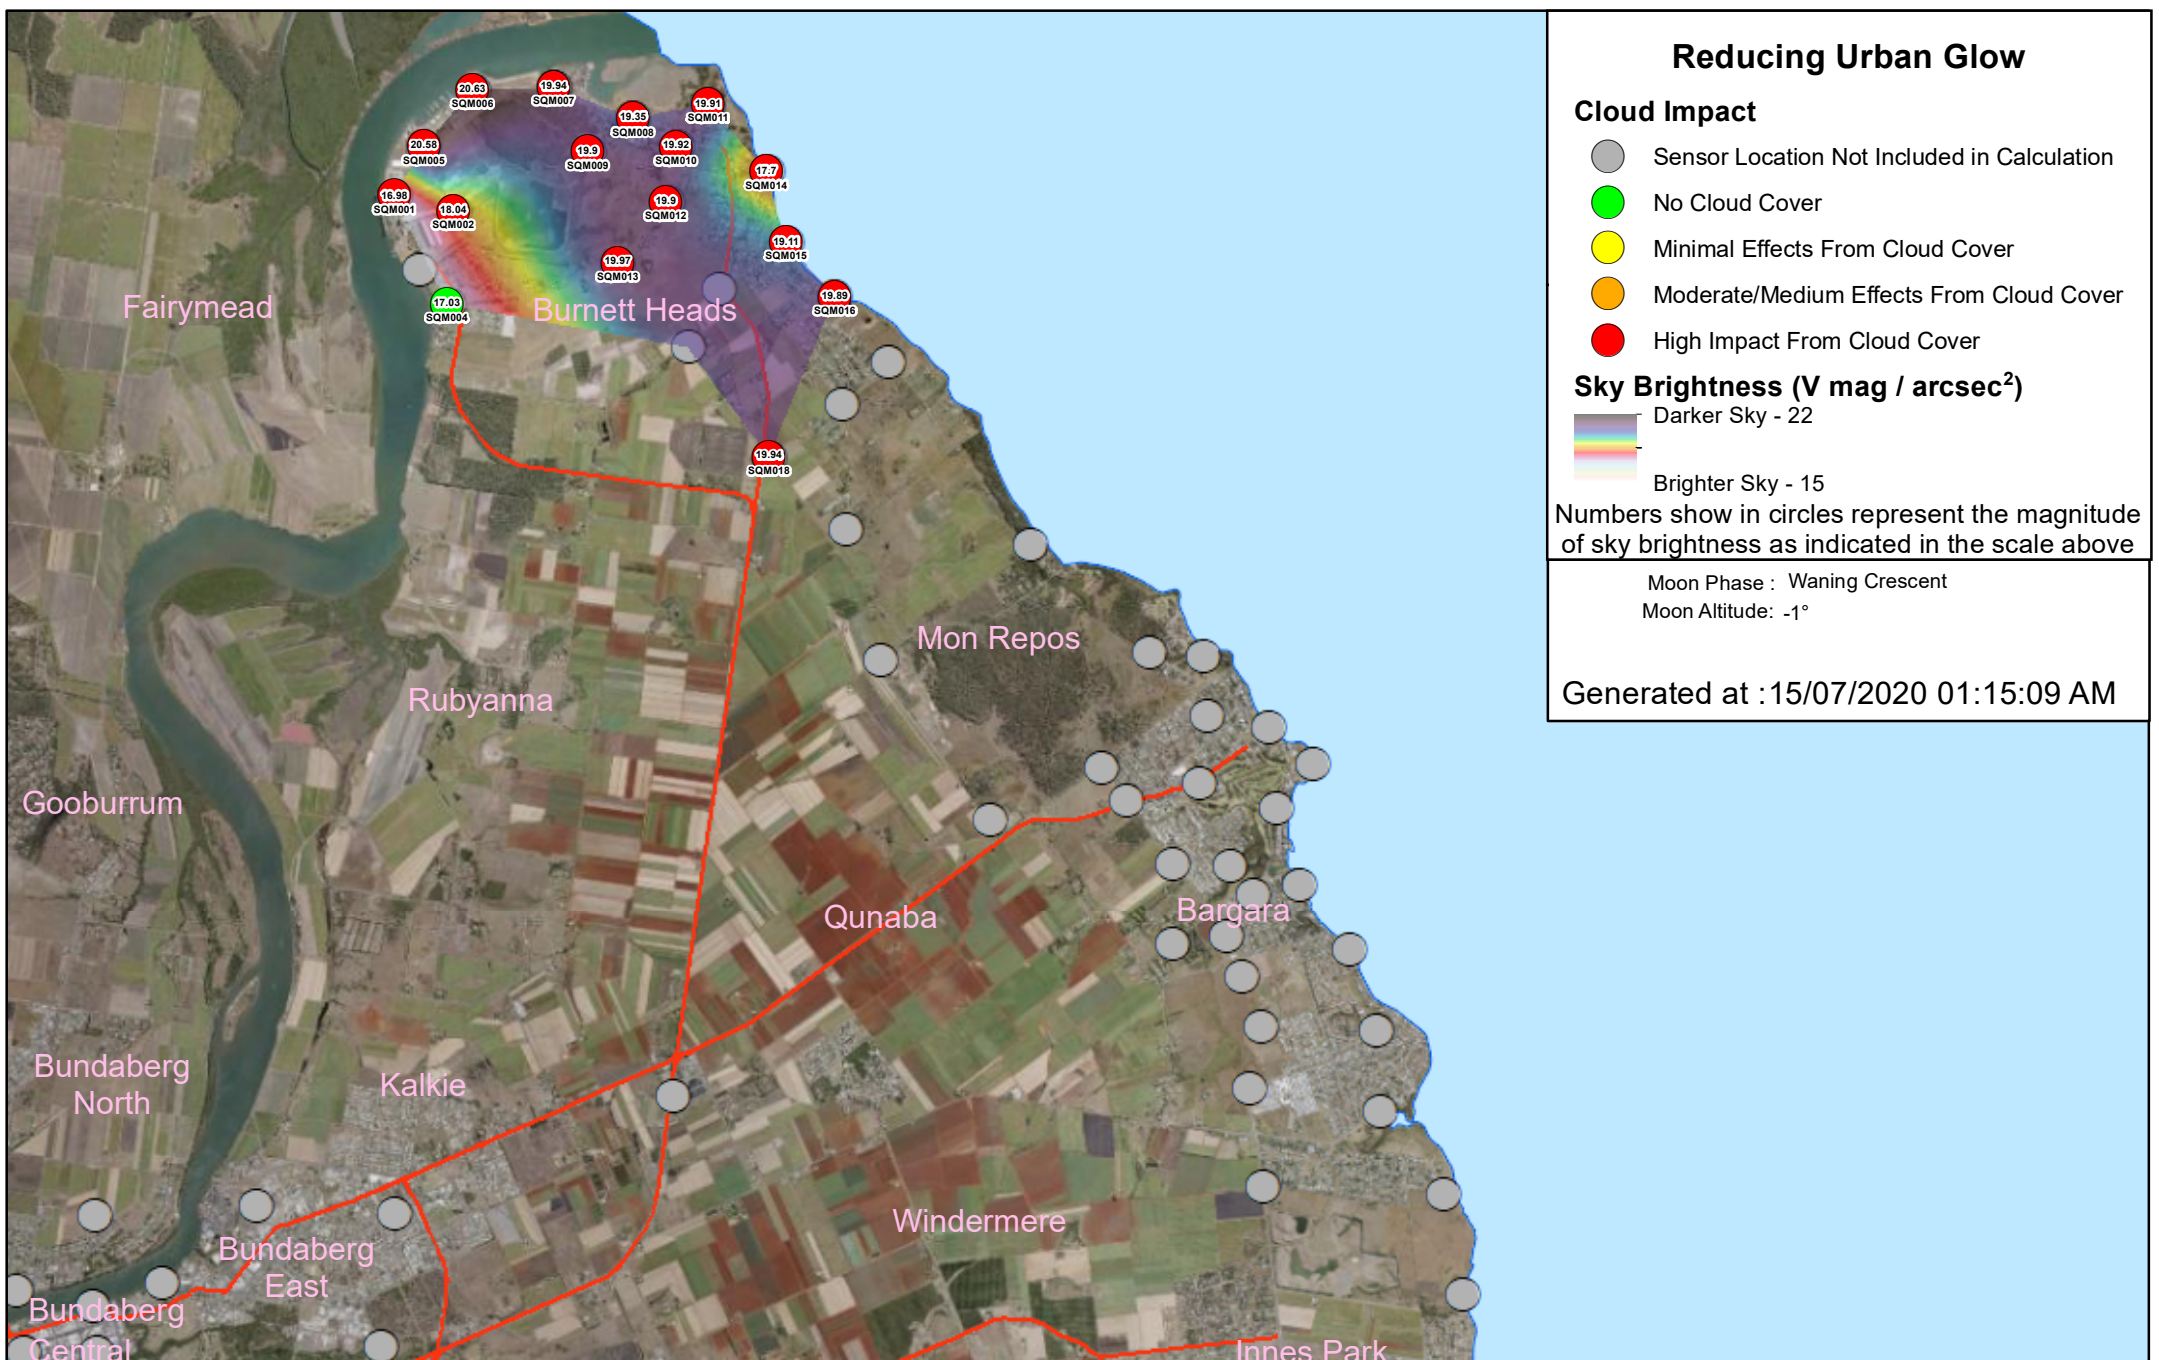 Reducing Urban Glow
Cloud Impact
Sensor Location Not Included in Calculation
No Cloud Cover
Minimal Effects From Cloud Cover
Moderate/Medium Effects From Cloud Cover
High Impact From Cloud Cover
Sky Brightness (V mag / arcsec²)
Darker Sky - 22
Brighter Sky - 15
Numbers show in circles represent the magnitude
of sky brightness as indicated in the scale above
Moon Phase : Waning Crescent
Moon Altitude: -1°
Generated at :15/07/2020 01:15:09 AM
20.63
SQM006
19.94
SQM007
19.35
SQM008
19.91
SQM011
20.58
SQM005
19.9
SQM009
19.92
SQM010
17.7
SQM014
16.98
SQM001
18.04
SQM002
19.9
SQM012
19.11
SQM015
19.97
SQM013
17.03
SQM004
19.89
SQM016
19.94
SQM018
Fairymead
Burnett Heads
Mon Repos
Rubyanna
Gooburrum
Qunaba
Bargara
Bundaberg
North
Kalkie
Windermere
Bundaberg
East
Bundaberg
Central
Innes Park